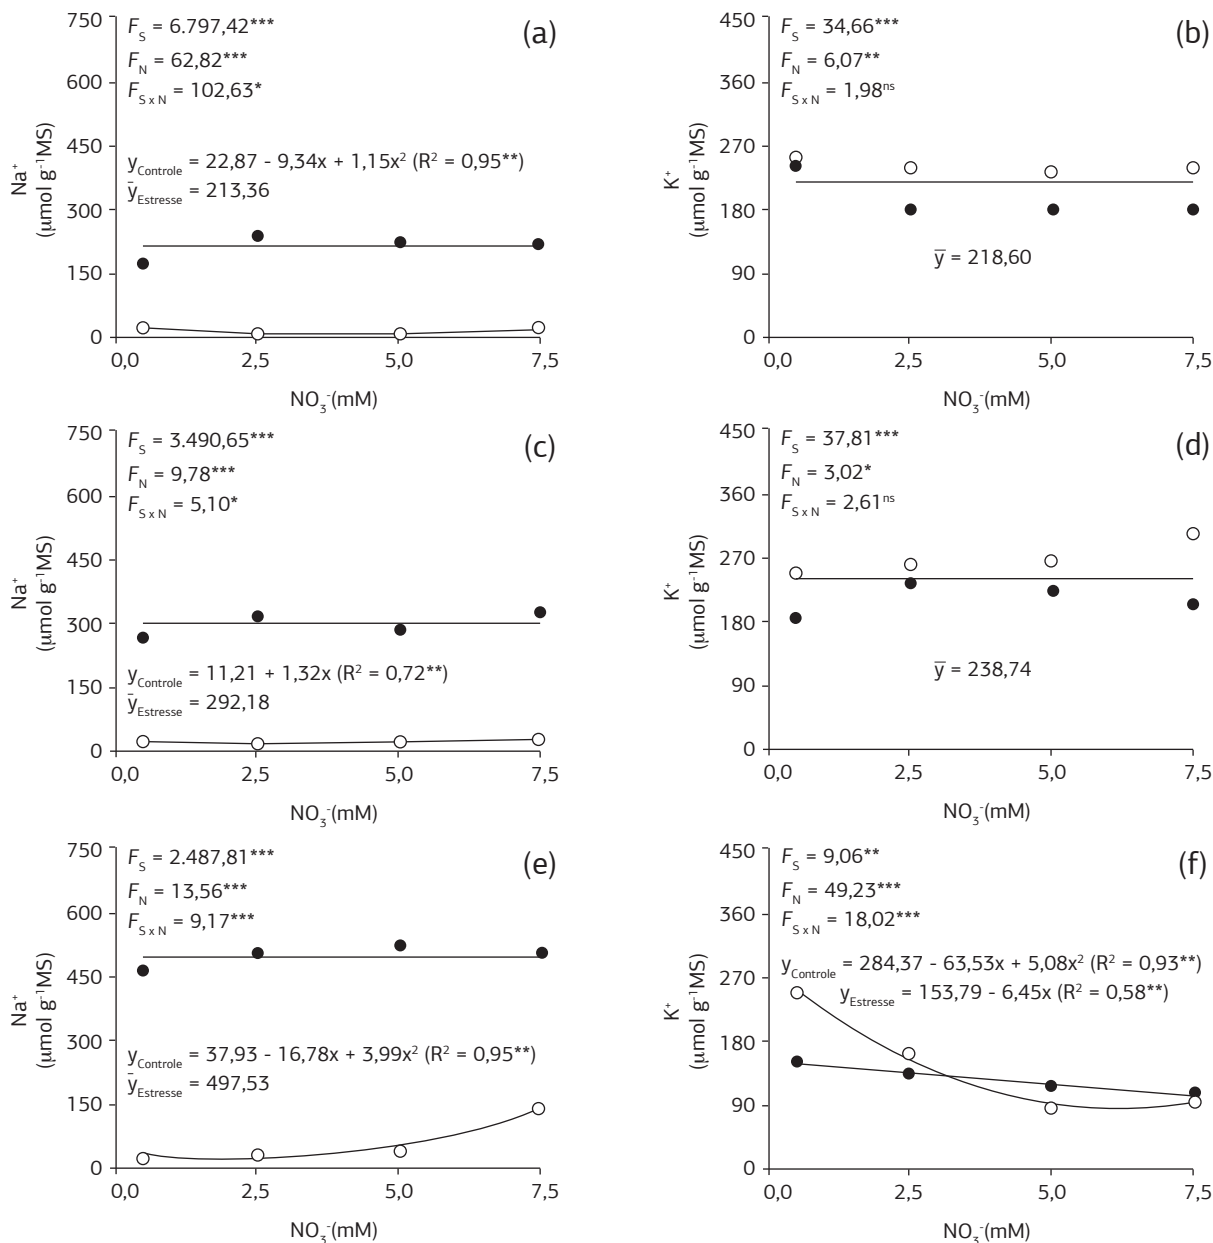 (a)
F_S = 6.797,42***
F_N = 62,82***
F_S x N = 102,63*
y_Controle = 22,87 - 9,34x + 1,15x² (R² = 0,95**)
ȳ_Estresse = 213,36
Na⁺
(µmol g⁻¹MS)
750
600
450
300
150
0
0,0 2,5 5,0 7,5
NO₃⁻(mM)
(b)
F_S = 34,66***
F_N = 6,07**
F_S x N = 1,98ⁿˢ
ȳ = 218,60
K⁺
(µmol g⁻¹MS)
450
360
270
180
90
0
0,0 2,5 5,0 7,5
NO₃⁻(mM)
(c)
F_S = 3.490,65***
F_N = 9,78***
F_S x N = 5,10*
y_Controle = 11,21 + 1,32x (R² = 0,72**)
ȳ_Estresse = 292,18
Na⁺
(µmol g⁻¹MS)
750
600
450
300
150
0
0,0 2,5 5,0 7,5
NO₃⁻(mM)
(d)
F_S = 37,81***
F_N = 3,02*
F_S x N = 2,61ⁿˢ
ȳ = 238,74
K⁺
(µmol g⁻¹MS)
450
360
270
180
90
0
0,0 2,5 5,0 7,5
NO₃⁻(mM)
(e)
F_S = 2.487,81***
F_N = 13,56***
F_S x N = 9,17***
y_Controle = 37,93 - 16,78x + 3,99x² (R² = 0,95**)
ȳ_Estresse = 497,53
Na⁺
(µmol g⁻¹MS)
750
600
450
300
150
0
0,0 2,5 5,0 7,5
NO₃⁻(mM)
(f)
F_S = 9,06**
F_N = 49,23***
F_S x N = 18,02***
y_Controle = 284,37 - 63,53x + 5,08x² (R² = 0,93**)
y_Estresse = 153,79 - 6,45x (R² = 0,58**)
K⁺
(µmol g⁻¹MS)
450
360
270
180
90
0
0,0 2,5 5,0 7,5
NO₃⁻(mM)